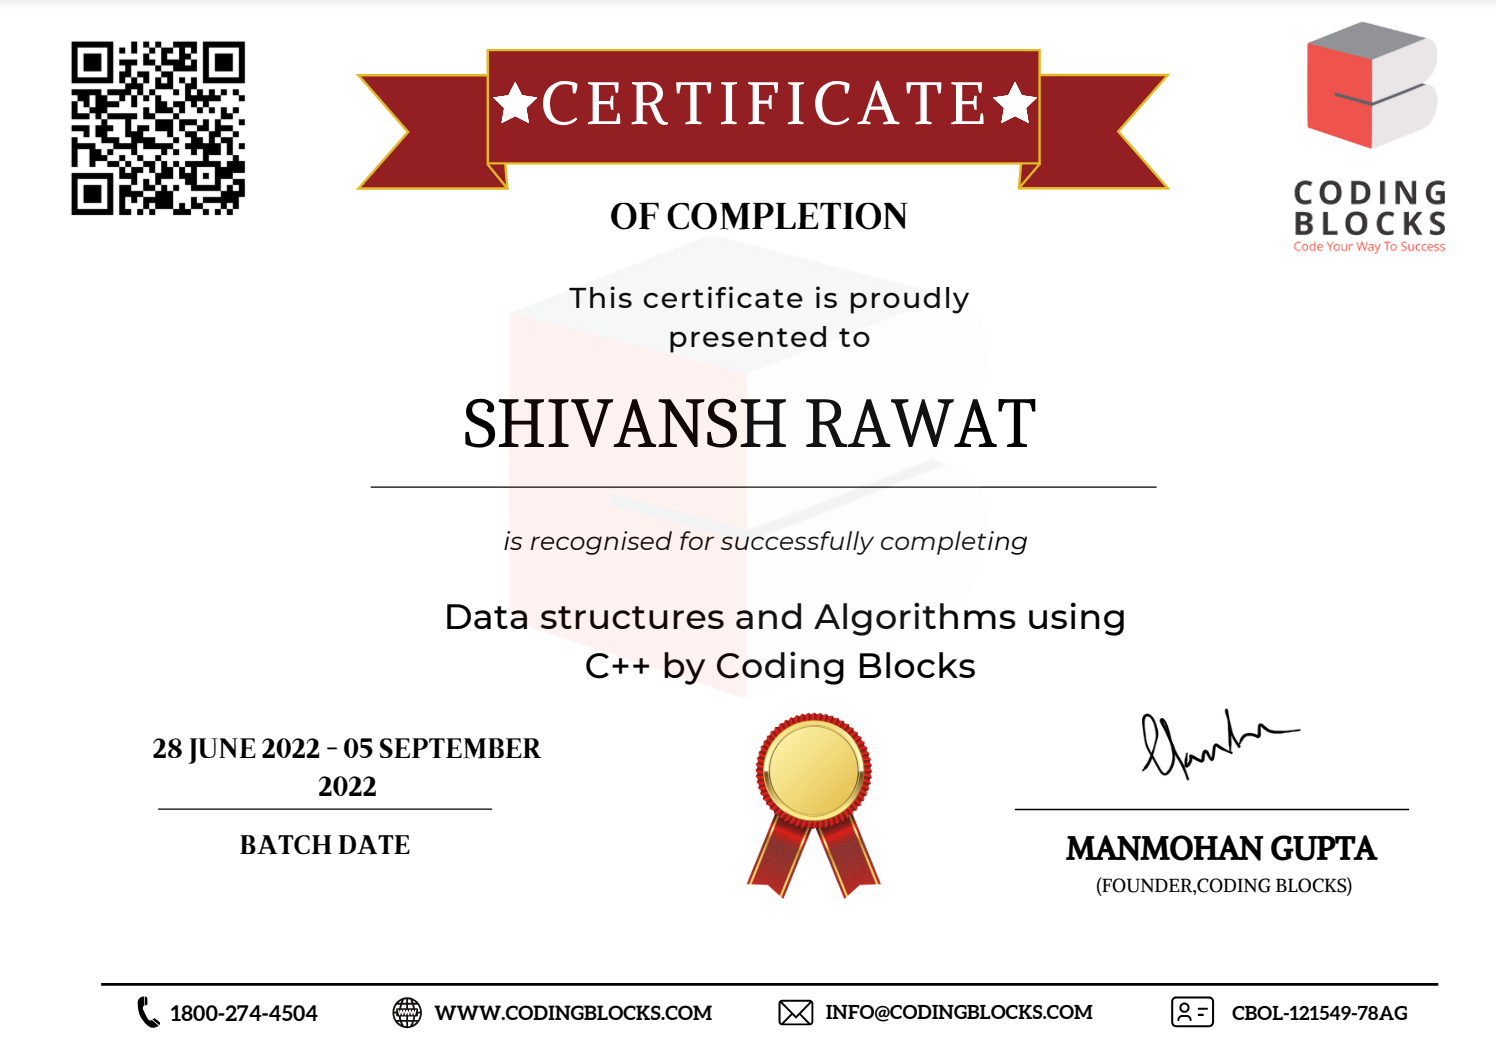 CERTIFICATE
OF COMPLETION
CODING
BLOCKS
Code Your Way To Success
This certificate is proudly
presented to
SHIVANSH RAWAT
is recognised for successfully completing
Data structures and Algorithms using
C++ by Coding Blocks
28 JUNE 2022 - 05 SEPTEMBER
2022
BATCH DATE
MANMOHAN GUPTA
(FOUNDER,CODING BLOCKS)
1800-274-4504
WWW.CODINGBLOCKS.COM
INFO@CODINGBLOCKS.COM
CBOL-121549-78AG